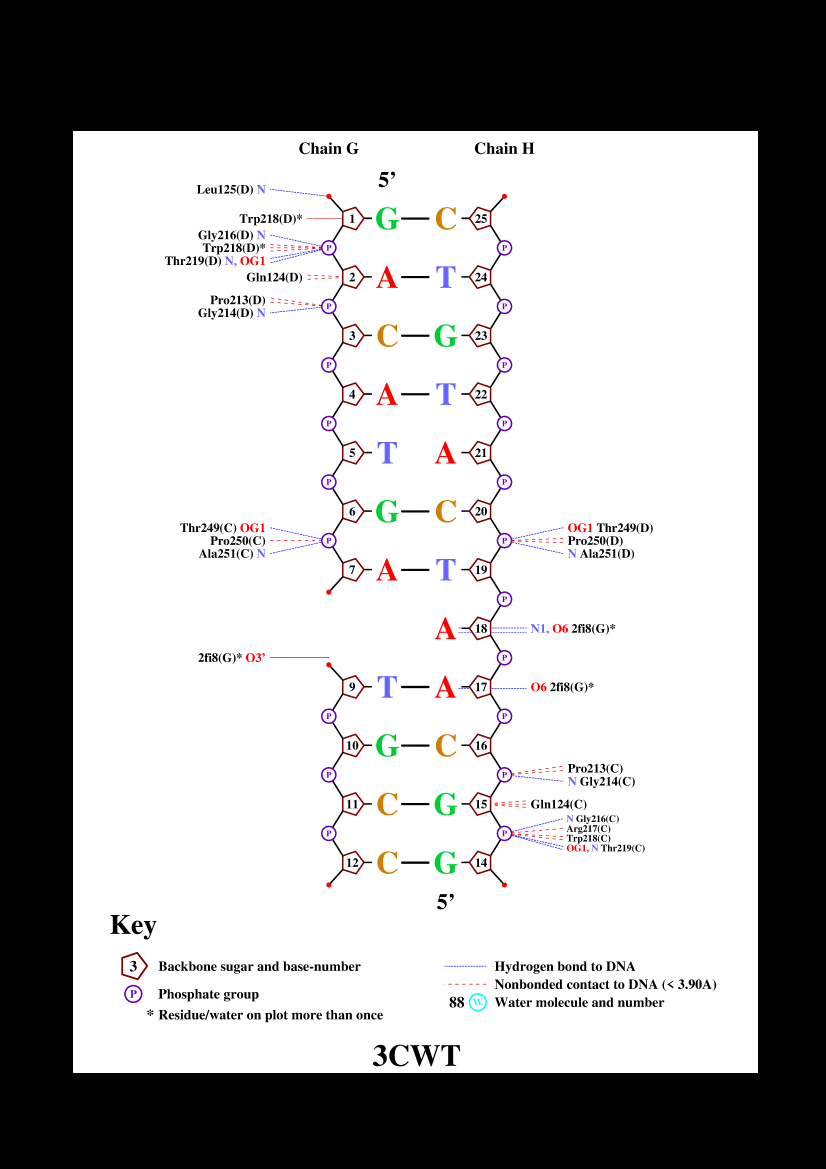 Chain G Chain H
5’
Leu125(D) N
Trp218(D)* 1 G C 25
Gly216(D) N
Trp218(D)* P P
Thr219(D) N, OG1
Gln124(D) 2 A T 24
Pro213(D)
P P
Gly214(D) N
3 C G 23
P P
4 A T 22
P P
5 T A 21
P P
6 G C 20
Thr249(C) OG1 OG1 Thr249(D)
Pro250(C) P P Pro250(D)
Ala251(C) N N Ala251(D)
7 A T 19
P
A 18 N1, O6 2fi8(G)*
2fi8(G)* O3’ P
9 T A 17 O6 2fi8(G)*
P P
10 G C 16
Pro213(C)
P P
N Gly214(C)
11 C G 15 Gln124(C)
N Gly216(C)
Arg217(C)
P P
Trp218(C)
OG1, N Thr219(C)
12 C G 14
5’
Key
3 Backbone sugar and base-number
P Phosphate group
* Residue/water on plot more than once
Hydrogen bond to DNA
Nonbonded contact to DNA (< 3.90A)
88 W Water molecule and number
3CWT